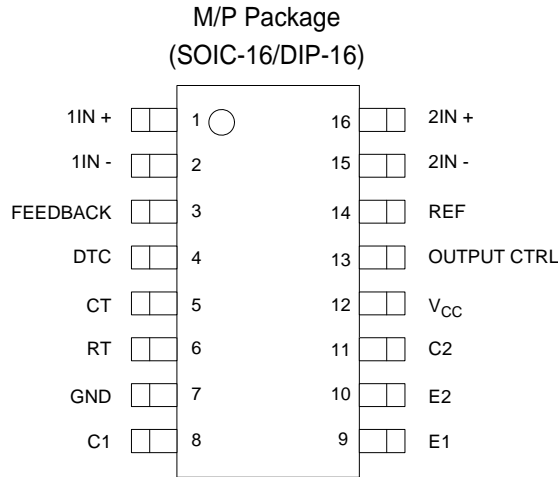 M/P Package
(SOIC-16/DIP-16)
1IN + 1 16 2IN +
1IN - 2 15 2IN -
FEEDBACK 3 14 REF
DTC 4 13 OUTPUT CTRL
CT 5 12 VCC
RT 6 11 C2
GND 7 10 E2
C1 8 9 E1